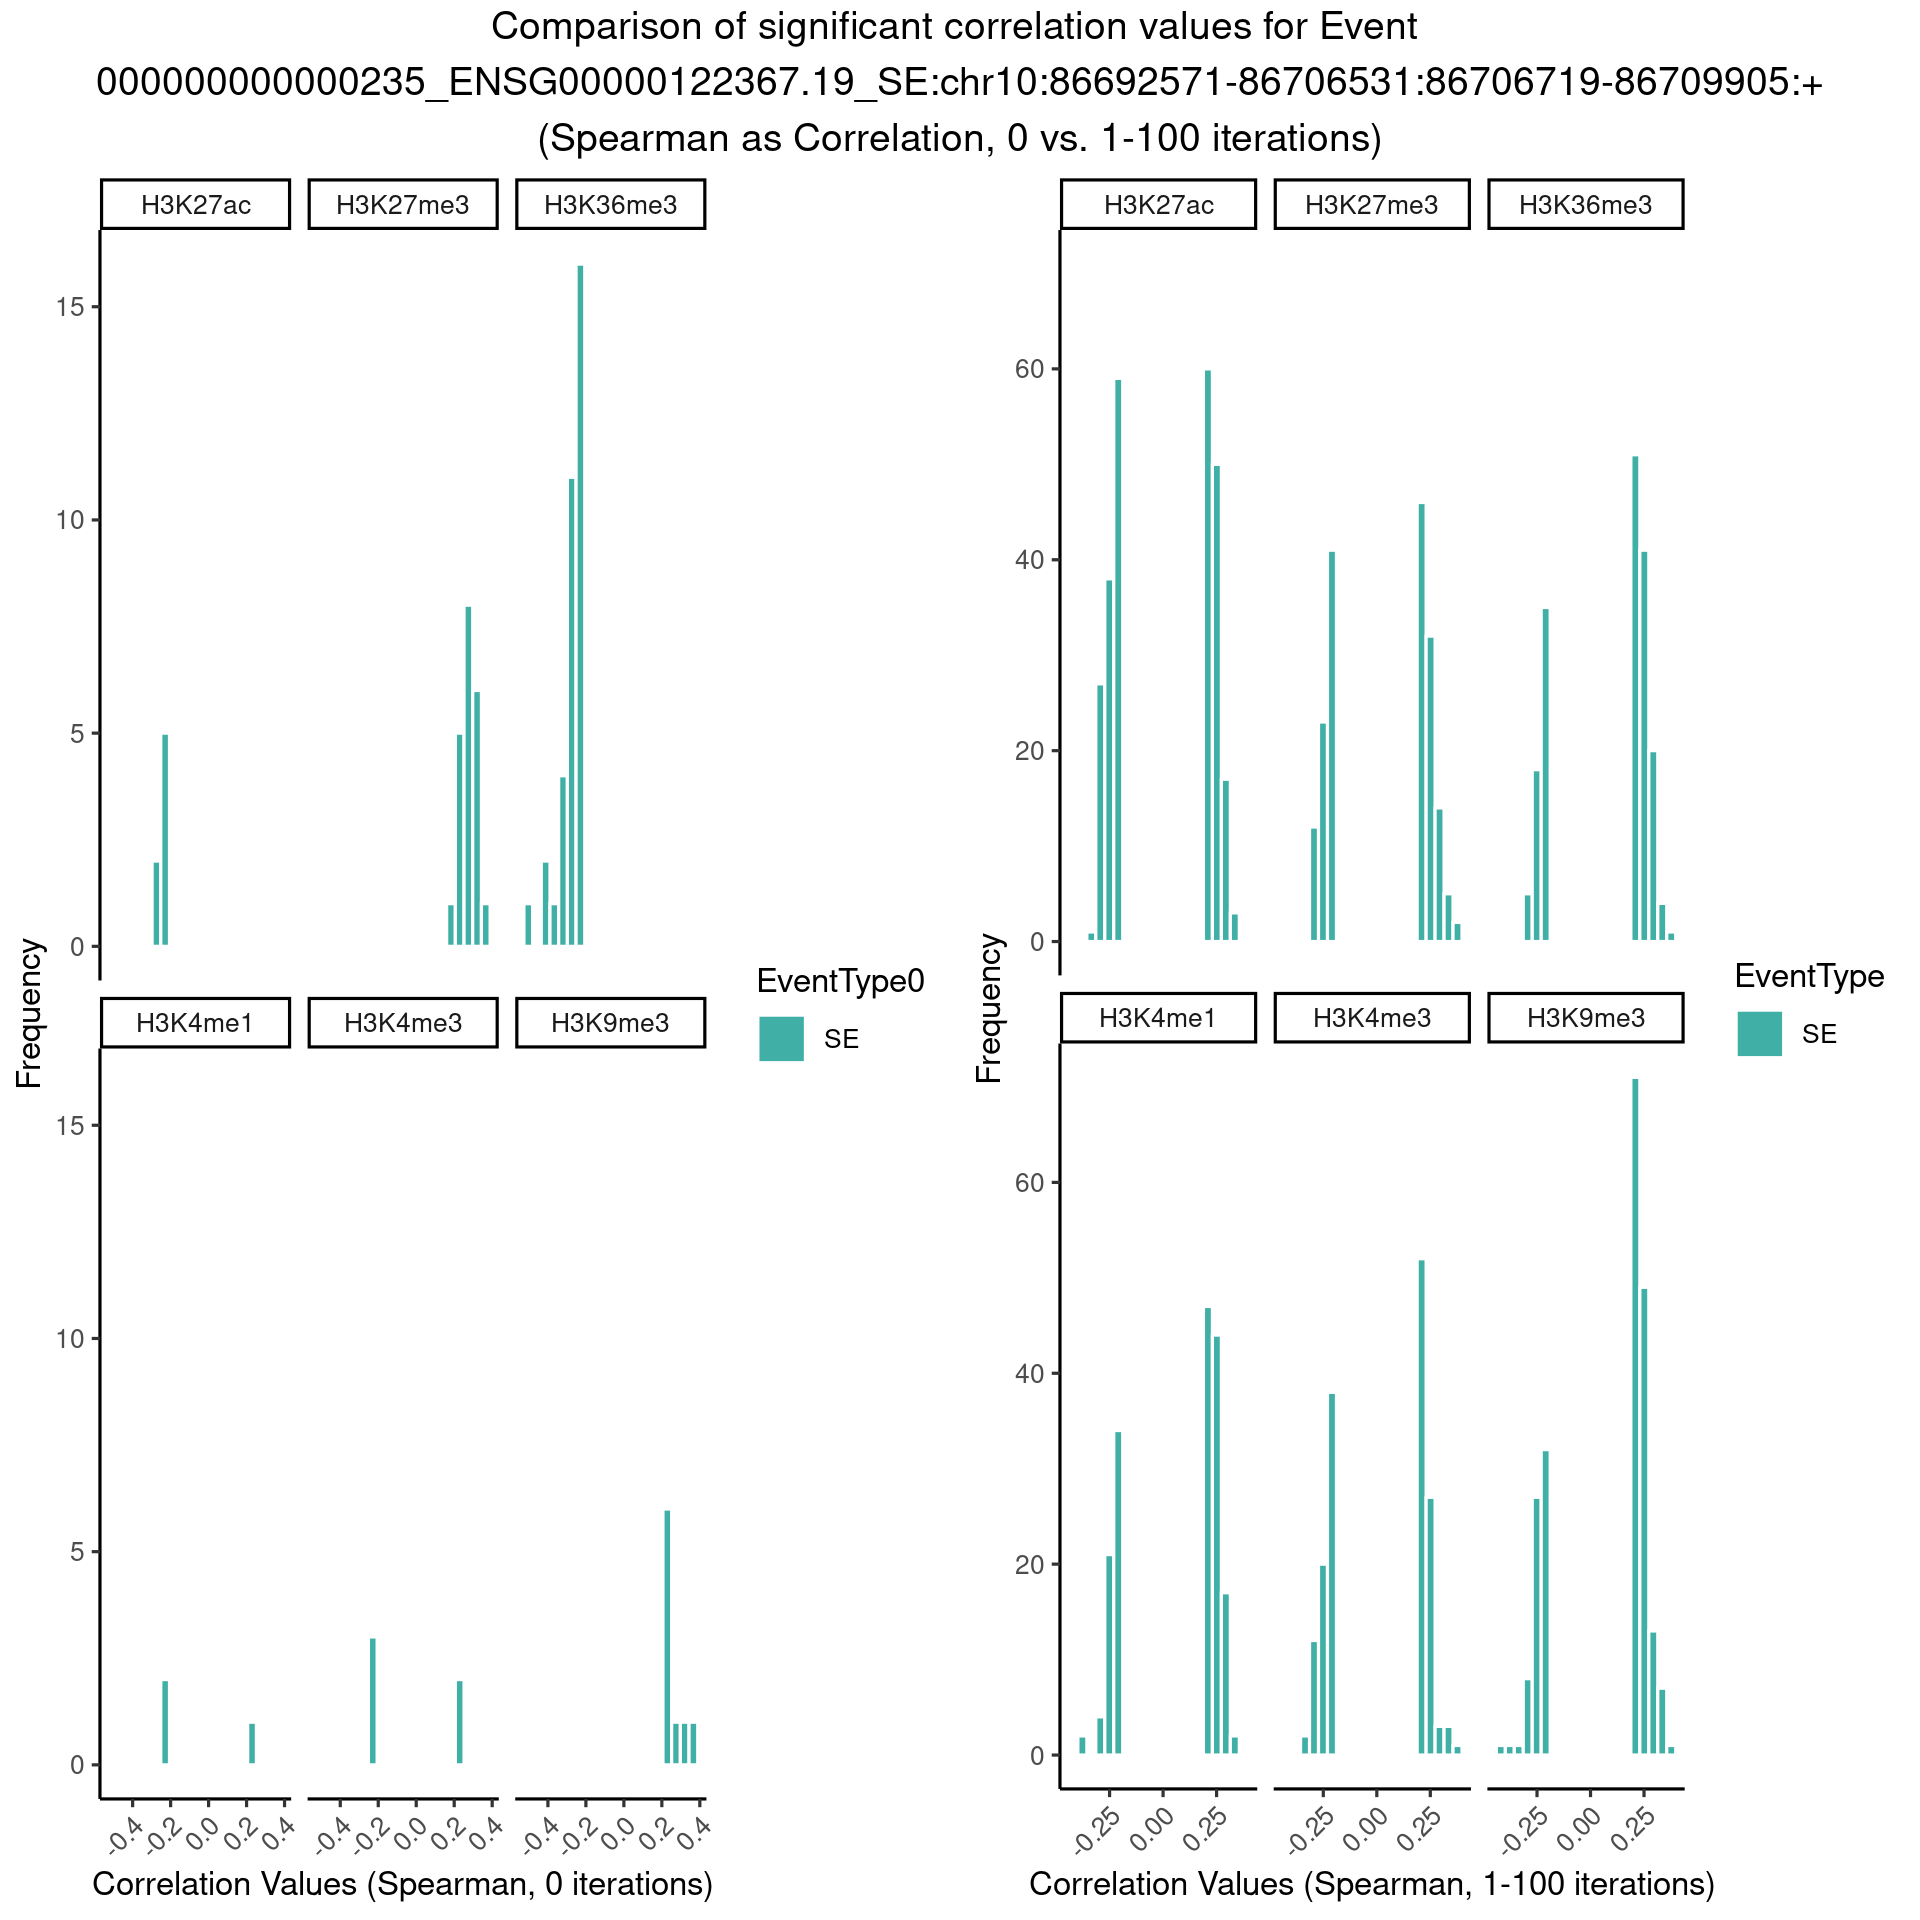 Comparison of significant correlation values for Event
000000000000235_ENSG00000122367.19_SE:chr10:86692571-86706531:86706719-86709905:+
(Spearman as Correlation, 0 vs. 1-100 iterations)
H3K27ac H3K27me3 H3K36me3
15
10
5
0
H3K4me1 H3K4me3 H3K9me3
15
10
5
0
-0.4 -0.2 0.0 0.2 0.4 -0.4 -0.2 0.0 0.2 0.4 -0.4 -0.2 0.0 0.2 0.4
Frequency
Correlation Values (Spearman, 0 iterations)
EventType0
SE
H3K27ac H3K27me3 H3K36me3
60
40
20
0
H3K4me1 H3K4me3 H3K9me3
60
40
20
0
-0.25 0.00 0.25 -0.25 0.00 0.25 -0.25 0.00 0.25
Frequency
Correlation Values (Spearman, 1-100 iterations)
EventType
SE